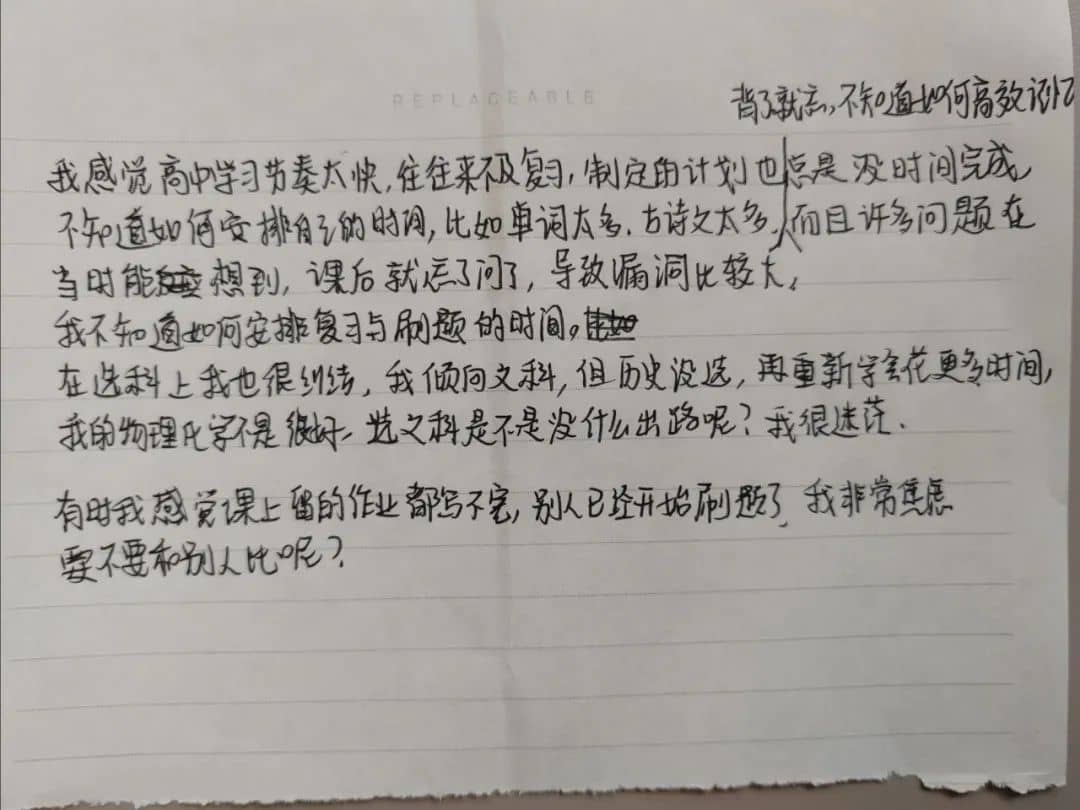 REPLACEABLE
背了就忘,不知道如何高效记忆
我感觉高中学习节奏太快,往往来不及复习,制定的计划也总是没时间完成,
不知道如何安排自己的时间,比如单词太多、古诗文太多,而且许多问题在
当时能想到,课后就忘了问了,导致漏洞比较大,
我不知道如何安排复习与刷题的时间。
在选科上我也很纠结,我倾向文科,但历史没选,再重新学会花更多时间,
我的物理化学不是很好,选文科是不是没什么出路呢?我很迷茫.
有时我感觉课上留的作业都写不完,别人已经开始刷题了,我非常焦虑
要不要和别人比呢?